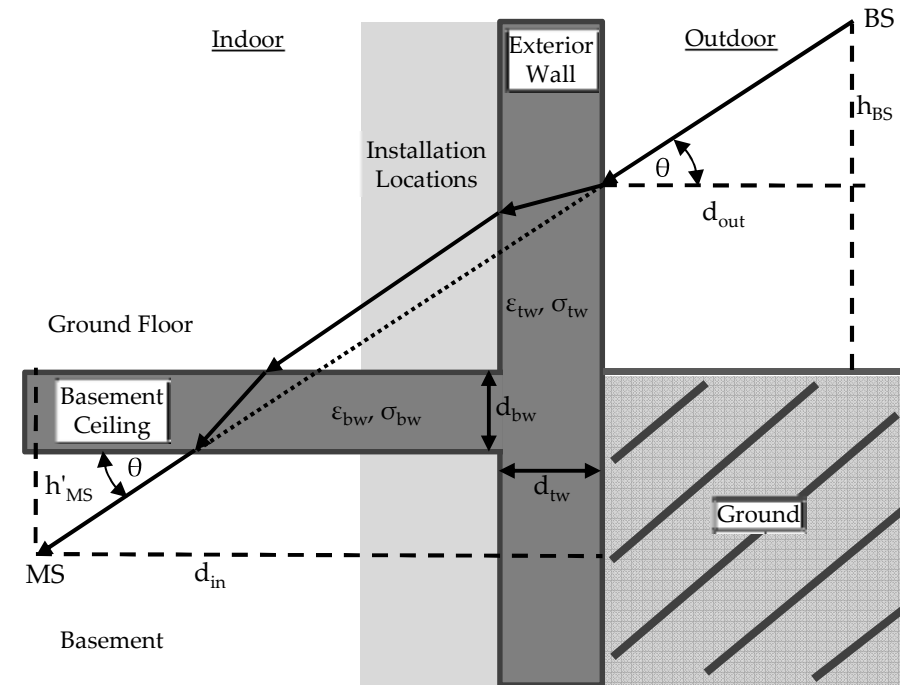 Indoor
Exterior
Wall
Outdoor
BS
h_BS
Installation
Locations
θ
d_out
ε_tw, σ_tw
Ground Floor
Basement
Ceiling
ε_bw, σ_bw
d_bw
θ
h'_MS
d_tw
Ground
MS
d_in
Basement